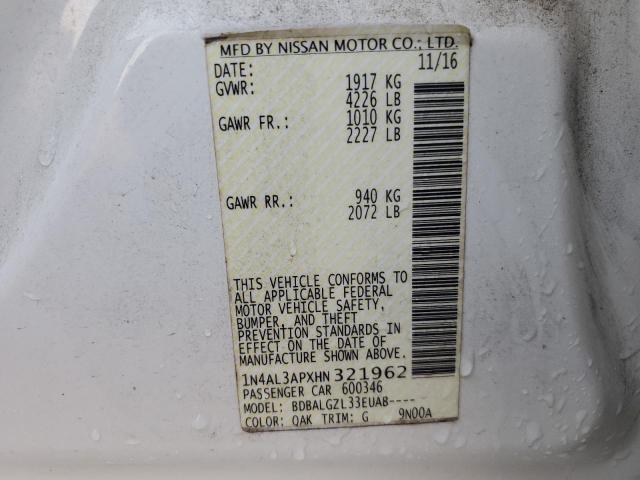 MFD BY NISSAN MOTOR CO., LTD.
DATE: 11/16
GVWR: 1917 KG
4226 LB
GAWR FR.: 1010 KG
2227 LB
GAWR RR.: 940 KG
2072 LB
THIS VEHICLE CONFORMS TO
ALL APPLICABLE FEDERAL
MOTOR VEHICLE SAFETY,
BUMPER, AND THEFT
PREVENTION STANDARDS IN
EFFECT ON THE DATE OF
MANUFACTURE SHOWN ABOVE.
1N4AL3APXHN321962
PASSENGER CAR 600346
MODEL: BDBALGZL33EUAB----
COLOR: QAK TRIM: G 9N00A